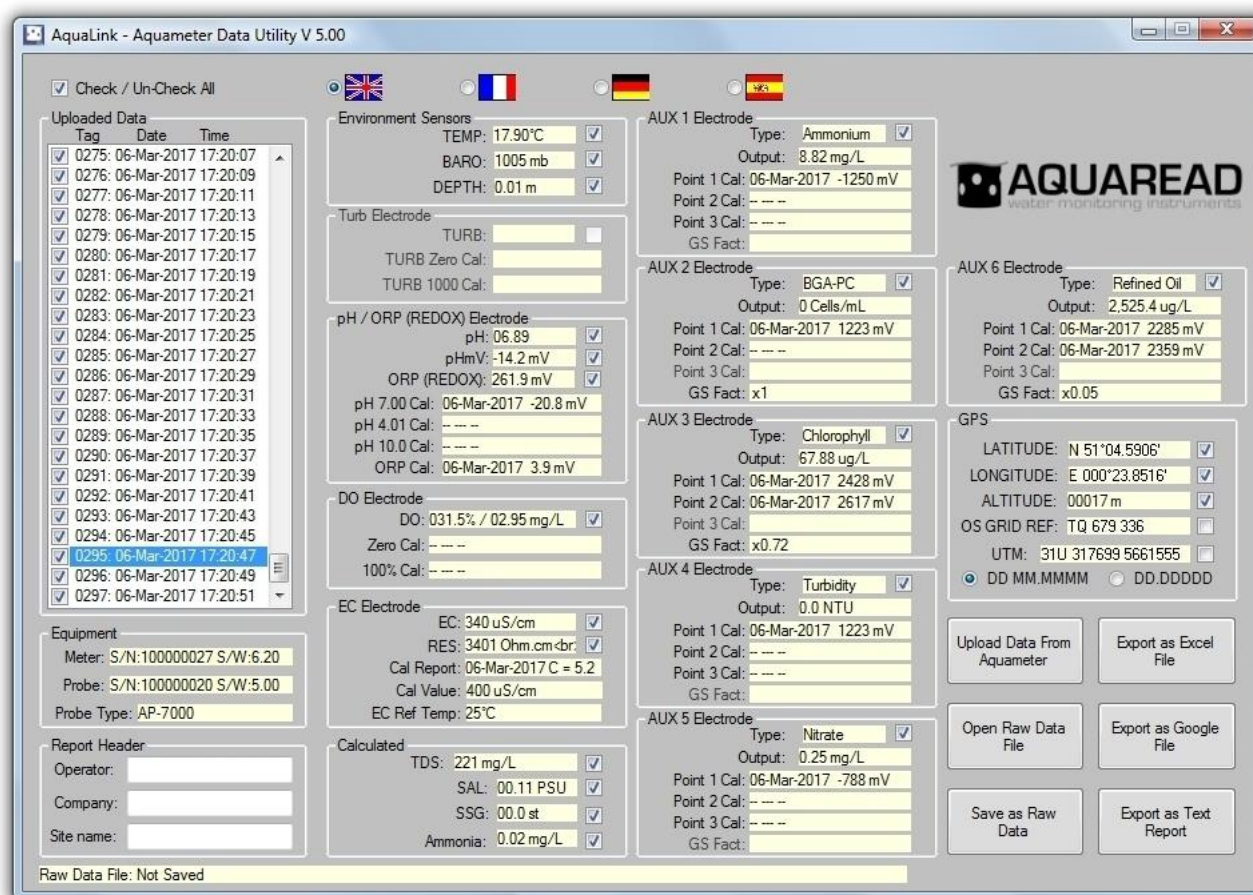 AquaLink - Aquameter Data Utility V 5.00
Check / Un-Check All
Uploaded Data
Tag Date Time
0275: 06-Mar-2017 17:20:07
0276: 06-Mar-2017 17:20:09
0277: 06-Mar-2017 17:20:11
0278: 06-Mar-2017 17:20:13
0279: 06-Mar-2017 17:20:15
0280: 06-Mar-2017 17:20:17
0281: 06-Mar-2017 17:20:19
0282: 06-Mar-2017 17:20:21
0283: 06-Mar-2017 17:20:23
0284: 06-Mar-2017 17:20:25
0285: 06-Mar-2017 17:20:27
0286: 06-Mar-2017 17:20:29
0287: 06-Mar-2017 17:20:31
0288: 06-Mar-2017 17:20:33
0289: 06-Mar-2017 17:20:35
0290: 06-Mar-2017 17:20:37
0291: 06-Mar-2017 17:20:39
0292: 06-Mar-2017 17:20:41
0293: 06-Mar-2017 17:20:43
0294: 06-Mar-2017 17:20:45
0295: 06-Mar-2017 17:20:47
0296: 06-Mar-2017 17:20:49
0297: 06-Mar-2017 17:20:51
Equipment
Meter: S/N:100000027 S/W:6.20
Probe: S/N:100000020 S/W:5.00
Probe Type: AP-7000
Report Header
Operator:
Company:
Site name:
Environment Sensors
TEMP: 17.90°C
BARO: 1005 mb
DEPTH: 0.01 m
Turb Electrode
TURB:
TURB Zero Cal:
TURB 1000 Cal:
pH / ORP (REDOX) Electrode
pH: 06.89
pHmV: -14.2 mV
ORP (REDOX): 261.9 mV
pH 7.00 Cal: 06-Mar-2017 -20.8 mV
pH 4.01 Cal: -- --- --
pH 10.0 Cal: -- --- --
ORP Cal: 06-Mar-2017 3.9 mV
DO Electrode
DO: 031.5% / 02.95 mg/L
Zero Cal: -- --- --
100% Cal: -- --- --
EC Electrode
EC: 340 uS/cm
RES: 3401 Ohm.cm<br:
Cal Report: 06-Mar-2017 C = 5.2
Cal Value: 400 uS/cm
EC Ref Temp: 25°C
Calculated
TDS: 221 mg/L
SAL: 00.11 PSU
SSG: 00.0 st
Ammonia: 0.02 mg/L
AUX 1 Electrode
Type: Ammonium
Output: 8.82 mg/L
Point 1 Cal: 06-Mar-2017 -1250 mV
Point 2 Cal: -- --- --
Point 3 Cal: -- --- --
GS Fact:
AUX 2 Electrode
Type: BGA-PC
Output: 0 Cells/mL
Point 1 Cal: 06-Mar-2017 1223 mV
Point 2 Cal: -- --- --
Point 3 Cal:
GS Fact: x1
AUX 3 Electrode
Type: Chlorophyll
Output: 67.88 ug/L
Point 1 Cal: 06-Mar-2017 2428 mV
Point 2 Cal: 06-Mar-2017 2617 mV
Point 3 Cal:
GS Fact: x0.72
AUX 4 Electrode
Type: Turbidity
Output: 0.0 NTU
Point 1 Cal: 06-Mar-2017 1223 mV
Point 2 Cal: -- --- --
Point 3 Cal: -- --- --
GS Fact:
AUX 5 Electrode
Type: Nitrate
Output: 0.25 mg/L
Point 1 Cal: 06-Mar-2017 -788 mV
Point 2 Cal: -- --- --
Point 3 Cal: -- --- --
GS Fact:
AQUAREAD
water monitoring instruments
AUX 6 Electrode
Type: Refined Oil
Output: 2,525.4 ug/L
Point 1 Cal: 06-Mar-2017 2285 mV
Point 2 Cal: 06-Mar-2017 2359 mV
Point 3 Cal:
GS Fact: x0.05
GPS
LATITUDE: N 51°04.5906'
LONGITUDE: E 000°23.8516'
ALTITUDE: 00017 m
OS GRID REF: TQ 679 336
UTM: 31U 317699 5661555
DD MM.MMMM DD.DDDDD
Upload Data From
Aquameter
Export as Excel
File
Open Raw Data
File
Export as Google
File
Save as Raw
Data
Export as Text
Report
Raw Data File: Not Saved